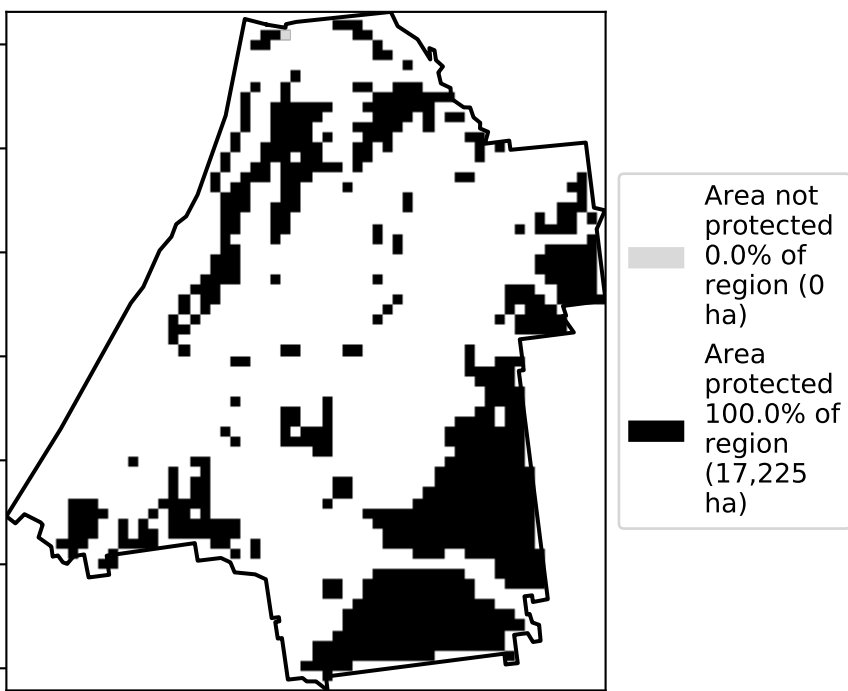 Area not
protected
0.0% of
region (0
ha)
Area
protected
100.0% of
region
(17,225
ha)